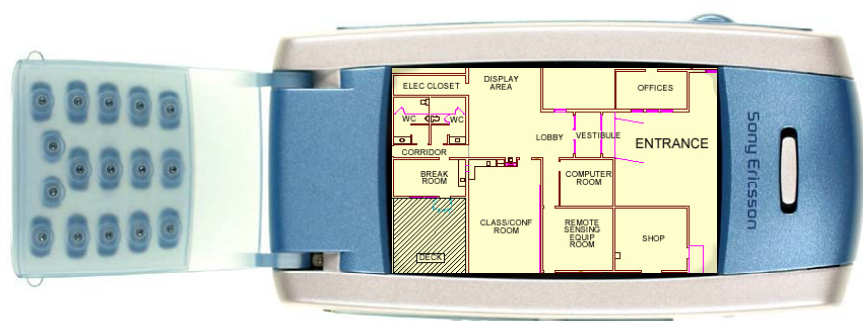 ELEC CLOSET
DISPLAY
AREA
OFFICES
WC
WC
LOBBY
VESTIBULE
ENTRANCE
CORRIDOR
BREAK
ROOM
COMPUTER
ROOM
CLASS/CONF
ROOM
REMOTE
SENSING
EQUIP
ROOM
SHOP
DECK
Sony Ericsson